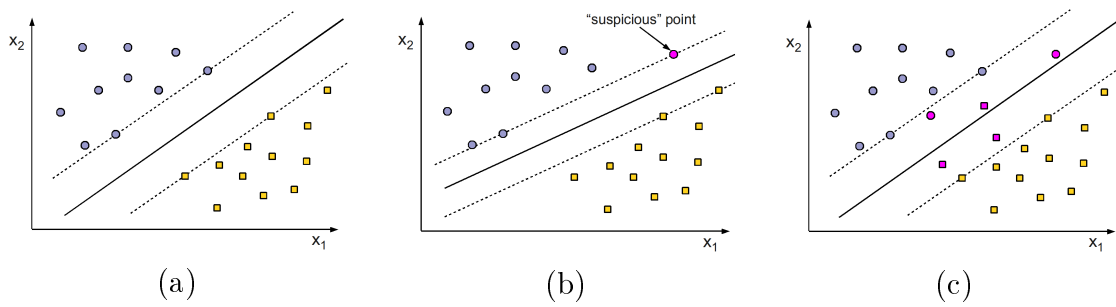 "suspicious" point
x2
x2
x2
x1
x1
x1
(a)
(b)
(c)